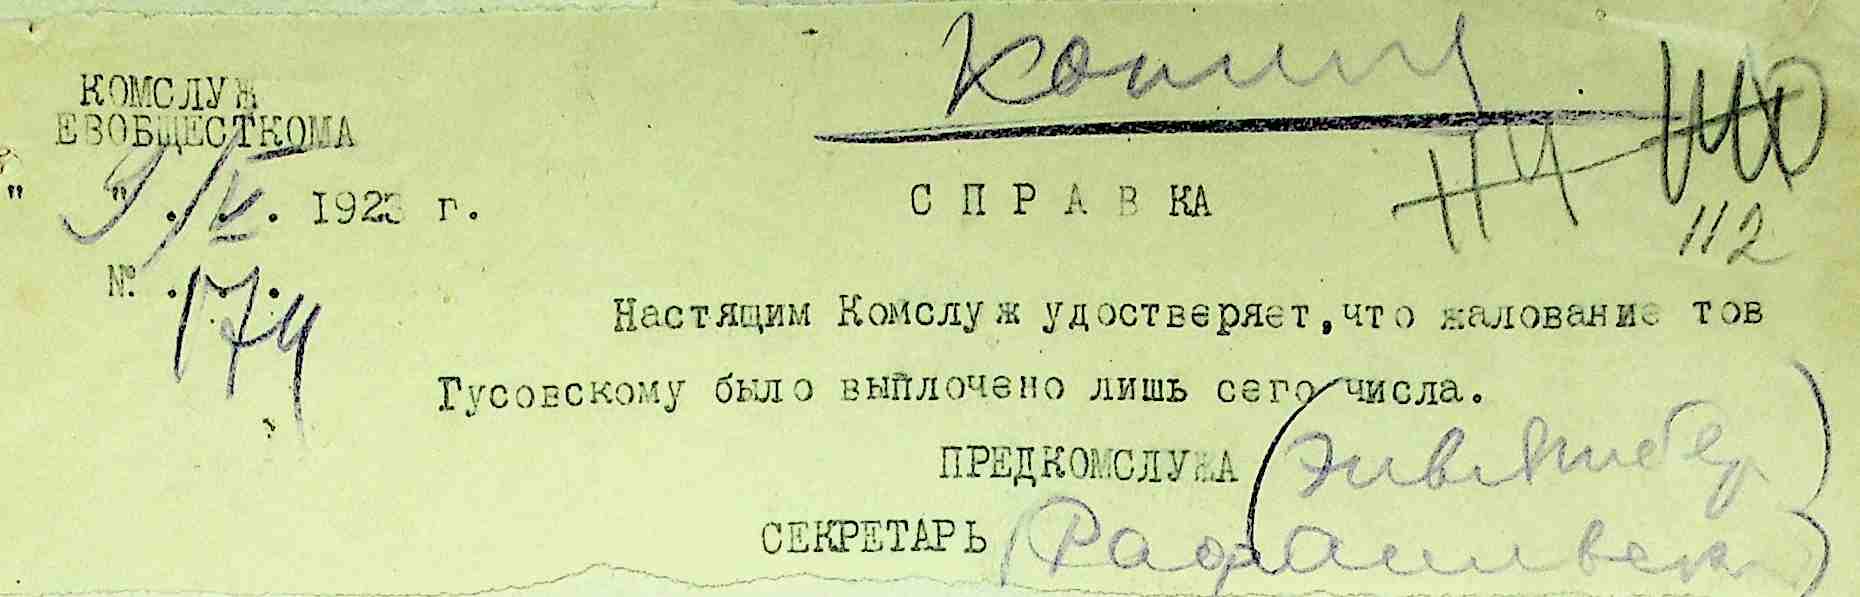 Копия
КОМСЛУЖ
ЕВОБЩЕСТКОМА
" 9 " / V. 1923 г.
СПРАВКА
112
№ 174
Настящим Комслуж удостверяет, что жалование тов
Гусовскому было выплочено лишь сего числа.
ПРЕДКОМСЛУЖА
СЕКРЕТАРЬ